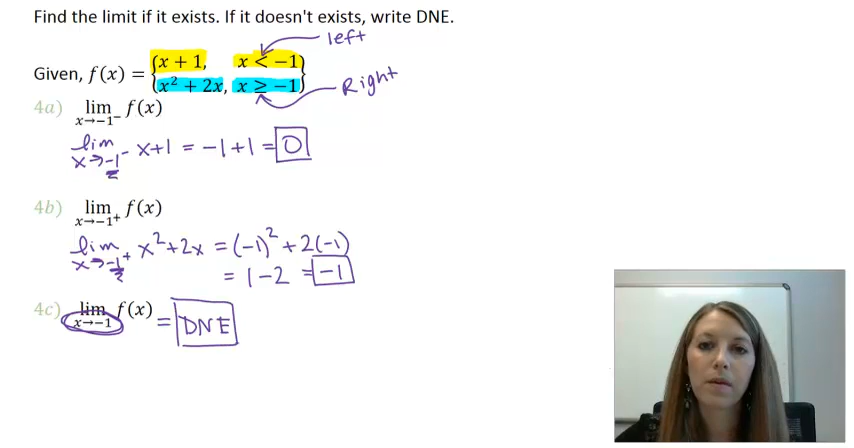 Find the limit if it exists. If it doesn't exists, write DNE.
left
Given, f(x) = {x + 1, x < −1
x² + 2x, x ≥ −1}
Right
4a) lim x→−1⁻ f(x)
lim x→−1⁻ x+1 = −1+1 = 0
4b) lim x→−1⁺ f(x)
lim x→−1⁺ x²+2x = (−1)² + 2(−1)
= 1−2 = −1
4c) lim x→−1 f(x) = DNE